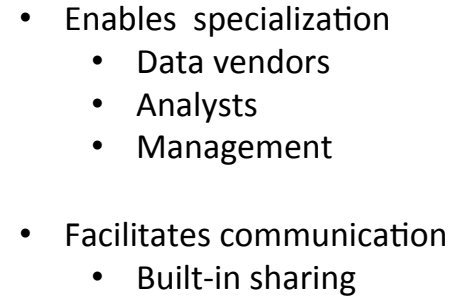 • Enables  specialization
• Data vendors
• Analysts
• Management
• Facilitates communication
• Built-in sharing